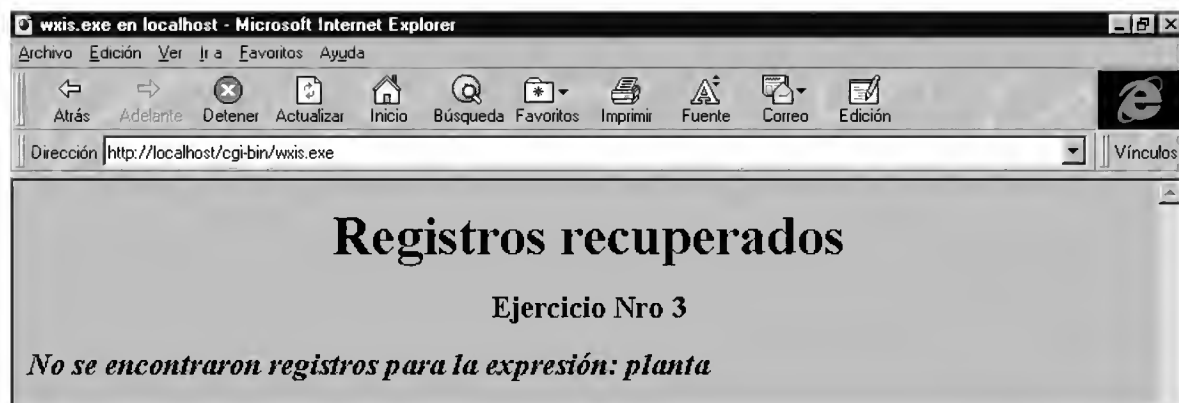 wxis.exe en localhost - Microsoft Internet Explorer
Archivo Edición Ver Ir a Favoritos Ayuda
Atrás Adelante Detener Actualizar Inicio Búsqueda Favoritos Imprimir Fuente Correo Edición
Dirección http://localhost/cgi-bin/wxis.exe Vínculos
Registros recuperados
Ejercicio Nro 3
No se encontraron registros para la expresión: planta